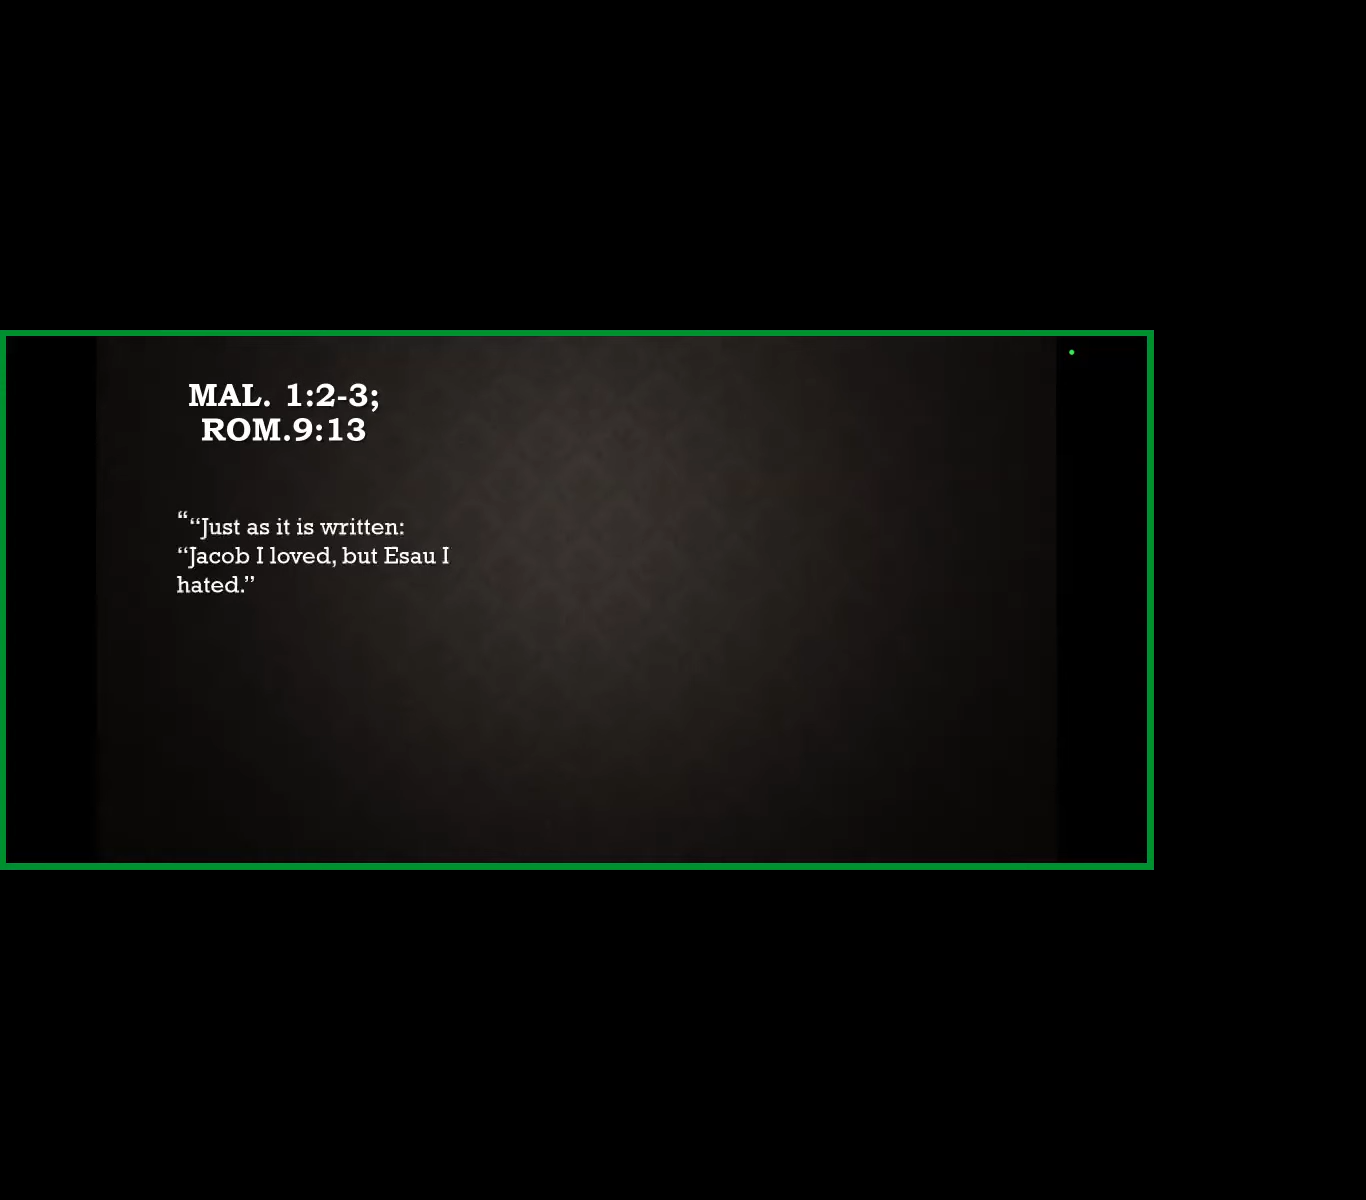 MAL. 1:2-3;
ROM.9:13
““Just as it is written:
“Jacob I loved, but Esau I
hated.”